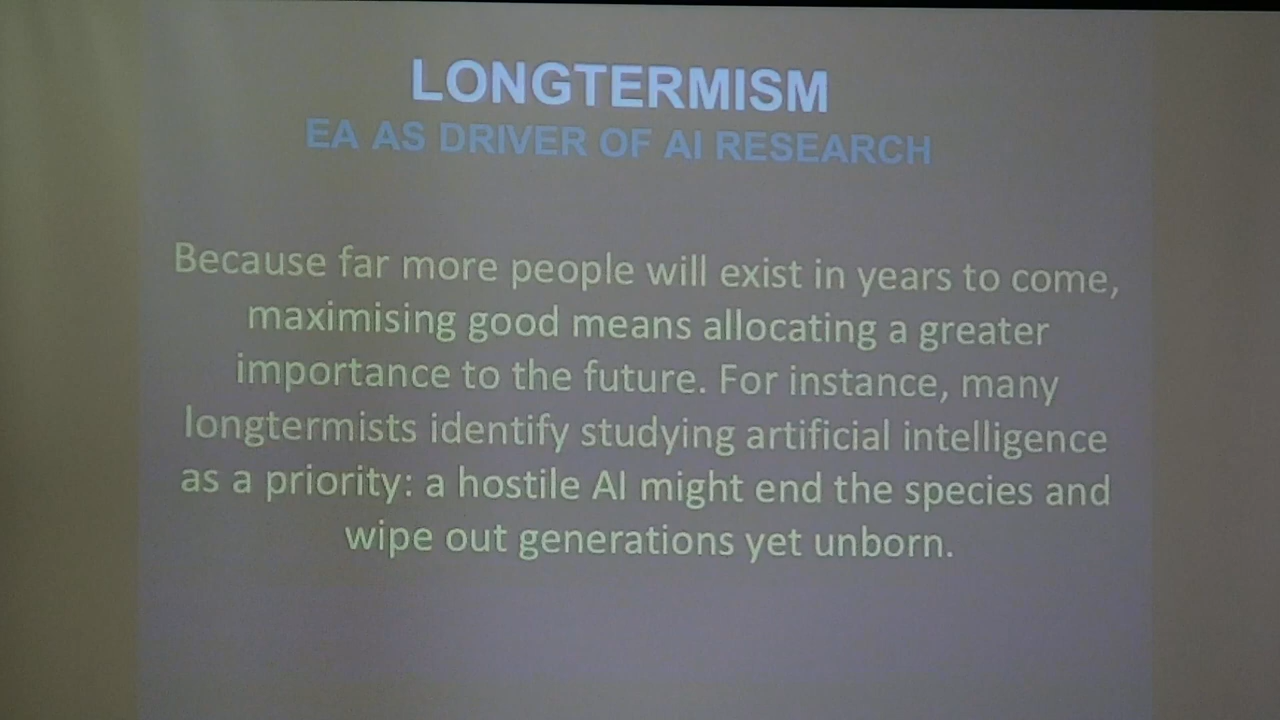 LONGTERMISM
EA AS DRIVER OF AI RESEARCH
Because far more people will exist in years to come,
maximising good means allocating a greater
importance to the future. For instance, many
longtermists identify studying artificial intelligence
as a priority: a hostile AI might end the species and
wipe out generations yet unborn.